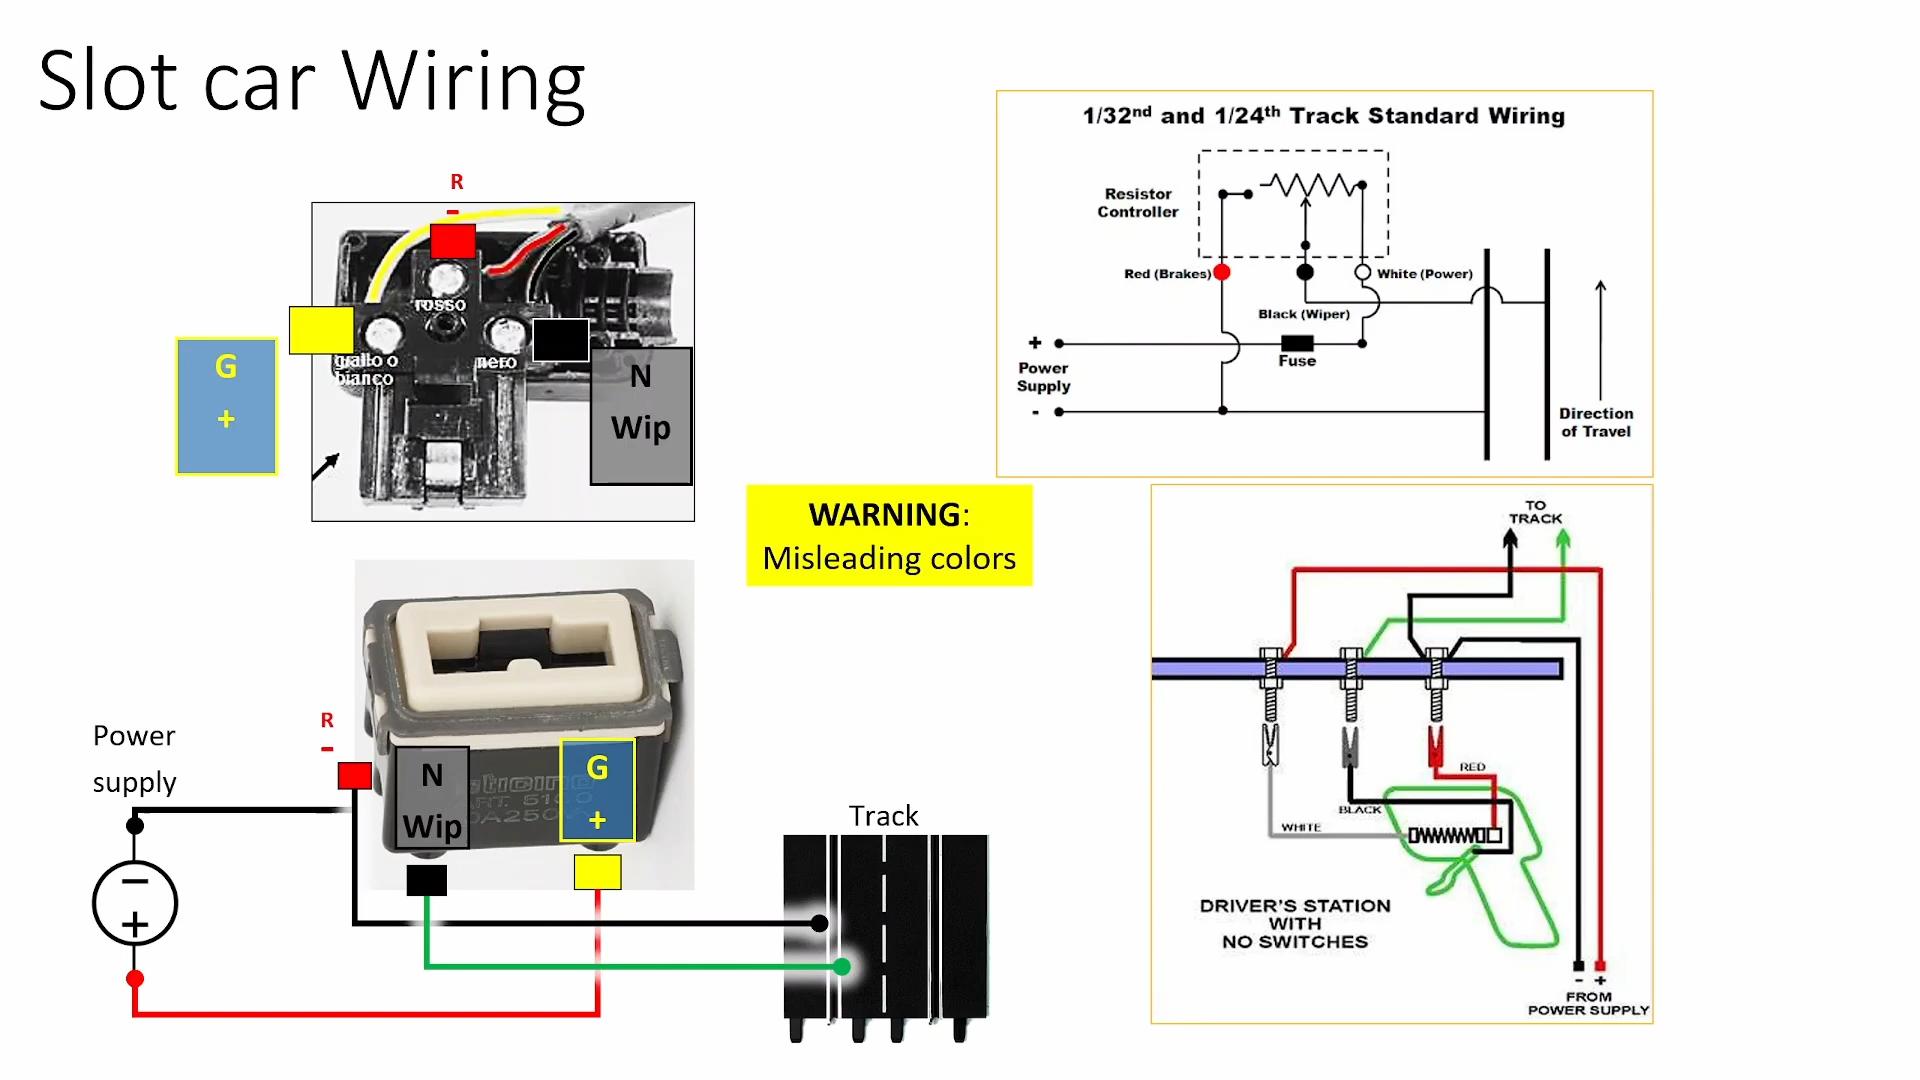 Slot car Wiring
R
-
rosso
giallo o
bianco
nero
G
+
N
Wip
WARNING:
Misleading colors
1/32nd and 1/24th Track Standard Wiring
Resistor
Controller
Red (Brakes)
White (Power)
Black (Wiper)
+
Power
Supply
-
Fuse
Direction
of Travel
Power
supply
R
-
N
Wip
G
+
ART. 5100
−
+
Track
TO
TRACK
RED
BLACK
WHITE
DRIVER'S STATION
WITH
NO SWITCHES
- +
FROM
POWER SUPPLY